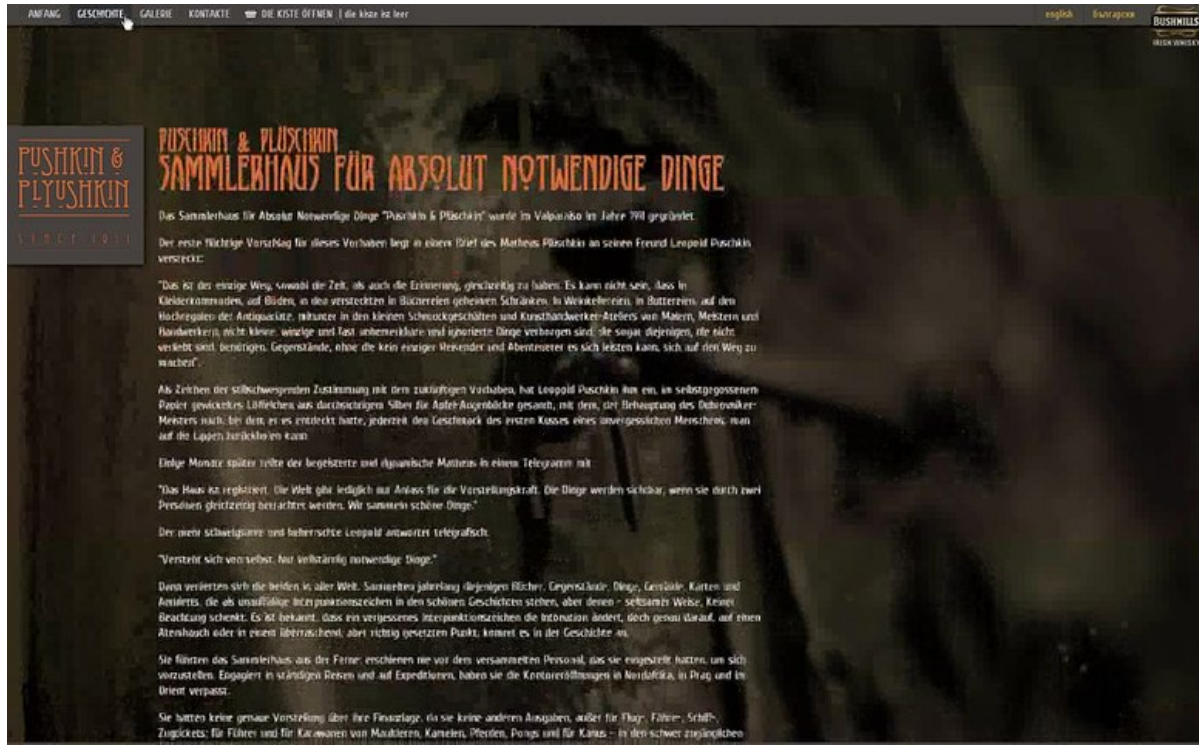 ANFANG GESCHICHTE GALERIE KONTAKTE DIE KISTE ÖFFNEN | die kiste ist leer english български
BUSHMILLS
IRISH WHISKEY
PUSHKIN &
PLYUSHKIN
SINCE 1911
PUSCHKIN & PLÜSCHKIN
SAMMLERHAUS FÜR ABSOLUT NOTWENDIGE DINGE
Das Sammlerhaus für Absolut Notwendige Dinge "Puschkin & Plüschkin" wurde im Valparaiso im Jahre 1911 gegründet.
Der erste flüchtige Vorschlag für dieses Vorhaben liegt in einem Brief des Matheus Plüschkin an seinen Freund Leopold Puschkin
versteckt:
"Das ist der einzige Weg, sowohl die Zeit, als auch die Erinnerung, gleichzeitig zu haben. Es kann nicht sein, dass in
Kleiderkommoden, auf Böden, in den versteckten in Büchereien geheimen Schränken, in Weinkellereien, in Buttereien, auf den
Hochregalen der Antiquariate, mitunter in den kleinen Schmuckgeschäften und Kunsthandwerker-Ateliers von Malern, Meistern und
Handwerkern, nicht kleine, winzige und fast unbemerkbare und ignorierte Dinge verborgen sind, die sogar diejenigen, die nicht
verliebt sind, benötigen. Gegenstände, ohne die kein einziger Reisender und Abenteuerer es sich leisten kann, sich auf den Weg zu
machen".
Als Zeichen der stillschweigenden Zustimmung mit dem zukünftigen Vorhaben, hat Leopold Puschkin ihm ein, im selbstgegossenen
Papier gewickeltes Löffelchen aus durchsichtigem Silber für gesandt, mit dem, der Behauptung des
Meisters nach, bei dem er es entdeckt hatte, jederzeit den Geschmack des ersten Kusses eines unvergesslichen Menschens, man
auf die Lippen zurückholen kann.
Einige Monate später teilte der begeisterte und dynamische Matheus in einem Telegramm mit
"Das Haus ist registriert. Die Welt gibt lediglich nur Anlass für die Vorstellungskraft. Die Dinge werden sichtbar, wenn sie durch zwei
Personen gleichzeitig betrachtet werden. Wir sammeln schöne Dinge."
Der mehr schweigsame und beherrschte Leopold antwortet telegrafisch:
"Versteht sich von selbst. Nur vollständig notwendige Dinge."
Dann verirrten sich die beiden in aller Welt. Sammelten jahrelang diejenigen Bücher, Gegenstände, Dinge, Gemälde, Karten und
Amulette, die als unauffällige Interpunktionszeichen in den schönen Geschichten stehen, aber denen - seltsamer Weise, Keiner
Beachtung schenkt. Es ist bekannt, dass ein vergessenes Interpunktionszeichen die Intonation ändert, doch genau darauf, auf einen
Atemhauch oder in einem überraschend, aber richtig gesetzten Punkt, kommt es in der Geschichte an.
Sie führten das Sammlerhaus aus der Ferne, erschienen nie vor dem versammelten Personal, das sie eingestellt hatten, um sich
vorzustellen. Engagiert in ständigen Reisen und auf Expeditionen, haben sie die Kontoreröffnungen in Nordafrika, in Prag und im
Orient verpasst.
Sie hatten keine genaue Vorstellung über ihre Finanzlage, da sie keine anderen Ausgaben, außer für Flug-, Fähre-, Schiff-,
Zugtickets; für Führer und für Karawanen von Maultieren, Kamelen, Pferden, Ponys und für Kanus - in den schwer zugänglichen